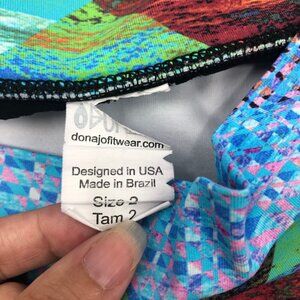 donajofitwear.com
Designed in USA
Made in Brazil
Size 2
Tam 2